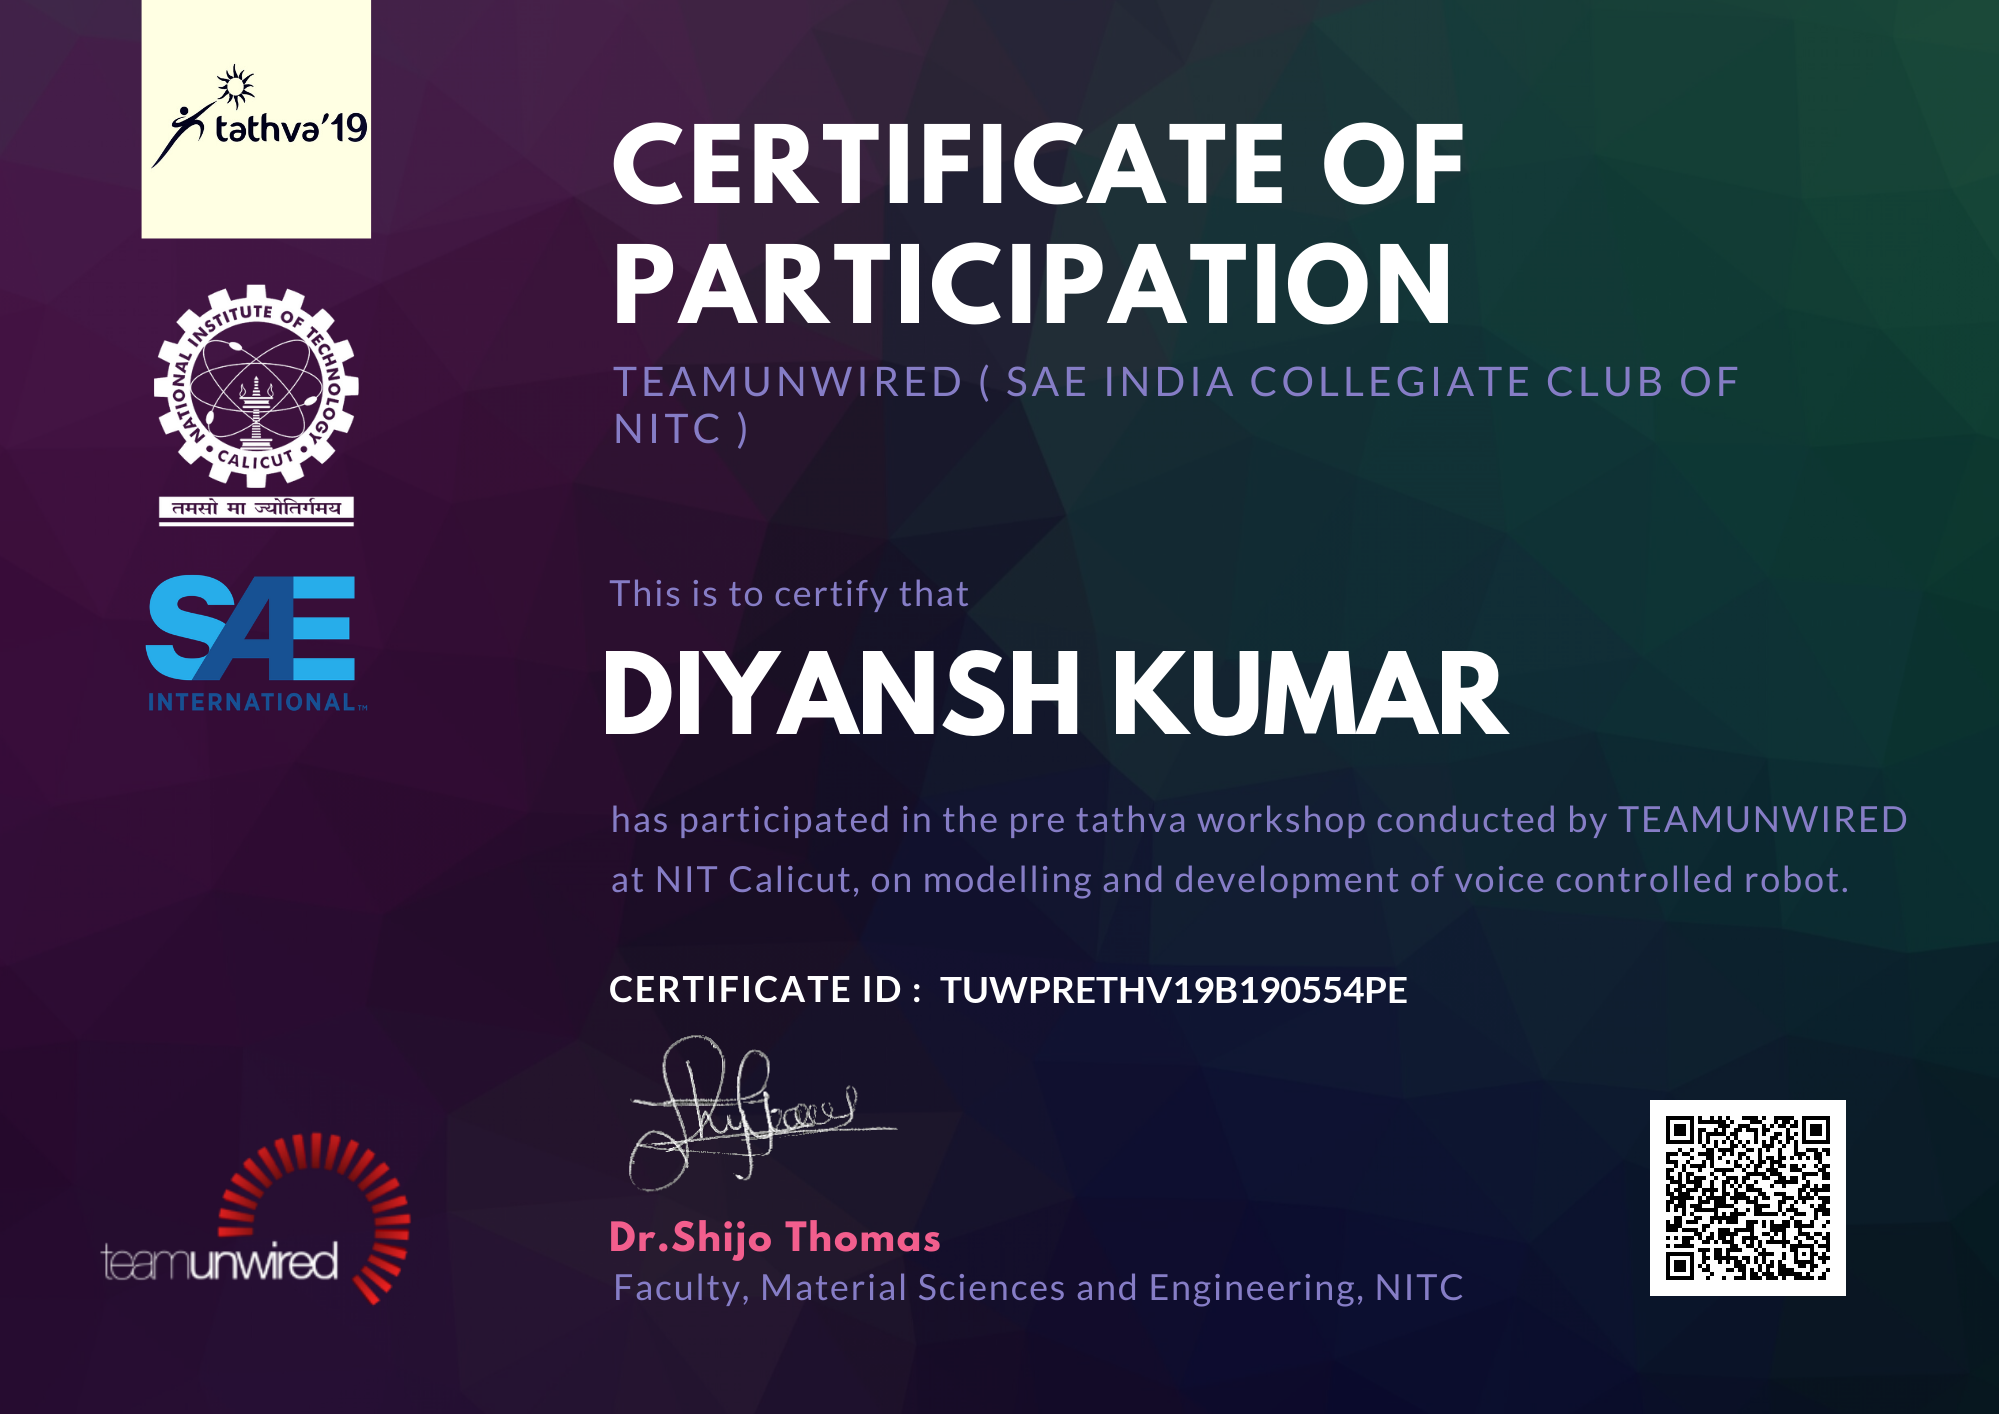 tathva'19
CERTIFICATE OF
PARTICIPATION
TEAMUNWIRED ( SAE INDIA COLLEGIATE CLUB OF
NITC )
NATIONAL INSTITUTE OF TECHNOLOGY
• CALICUT •
तमसो मा ज्योतिर्गमय
SAE
INTERNATIONAL™
This is to certify that
DIYANSH KUMAR
has participated in the pre tathva workshop conducted by TEAMUNWIRED
at NIT Calicut, on modelling and development of voice controlled robot.
CERTIFICATE ID : TUWPRETHV19B190554PE
Dr.Shijo Thomas
Faculty, Material Sciences and Engineering, NITC
teamunwired